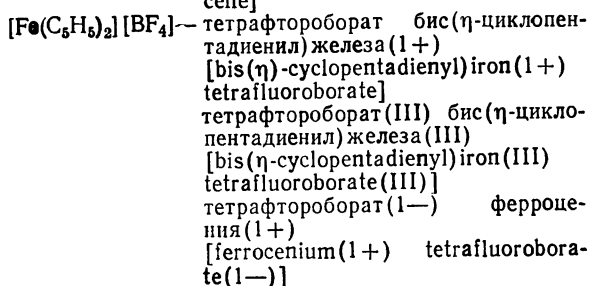 cene]
[Fe(C₅H₅)₂][BF₄]— тетрафтороборат бис(η-циклопен-
тадиенил)железа(1+)
[bis(η)-cyclopentadienyl)iron(1+)
tetrafluoroborate]
тетрафтороборат(III) бис(η-цикло-
пентадиенил)железа(III)
[bis(η-cyclopentadienyl)iron(III)
tetrafluoroborate(III)]
тетрафтороборат(1—) ферроце-
ния(1+)
[ferrocenium(1+) tetrafluorobora-
te(1—)]